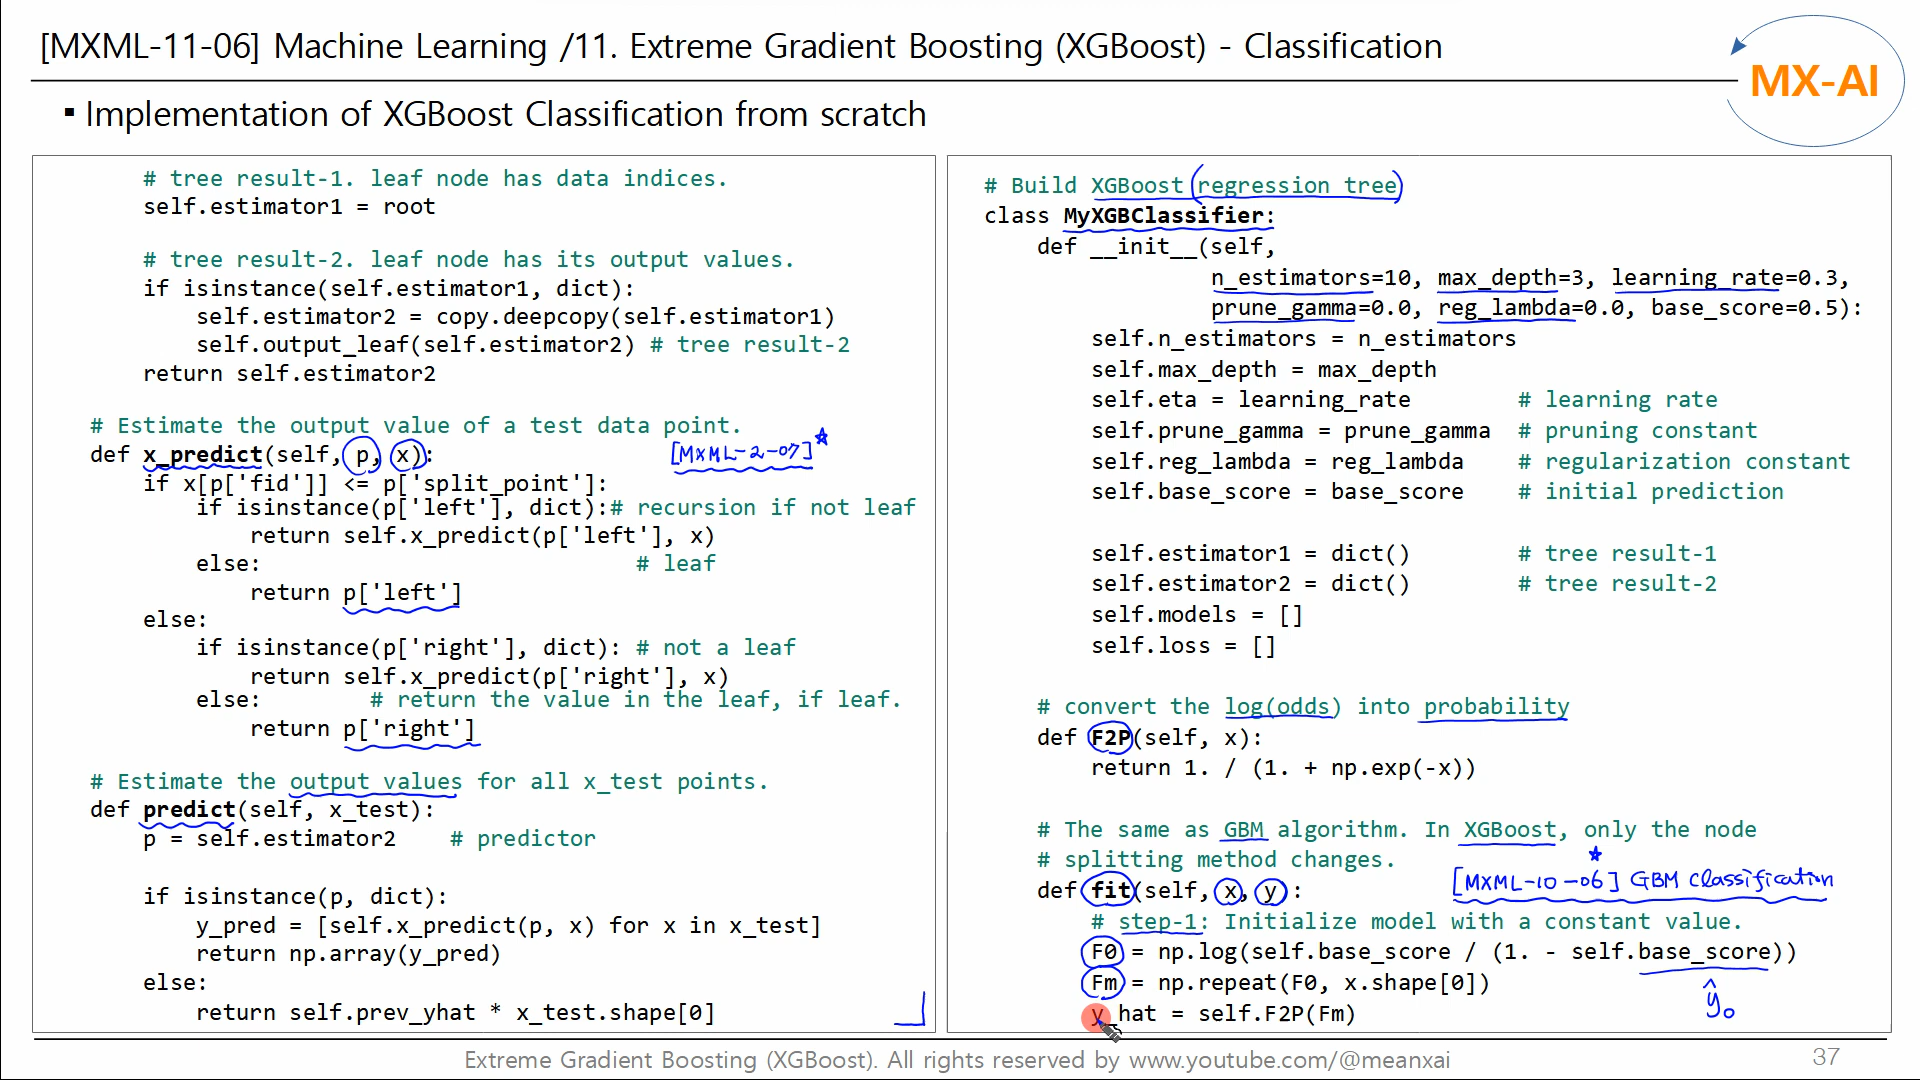 [MXML-11-06] Machine Learning /11. Extreme Gradient Boosting (XGBoost) - Classification
MX-AI
▪ Implementation of XGBoost Classification from scratch
# tree result-1. leaf node has data indices.
self.estimator1 = root
# tree result-2. leaf node has its output values.
if isinstance(self.estimator1, dict):
self.estimator2 = copy.deepcopy(self.estimator1)
self.output_leaf(self.estimator2) # tree result-2
return self.estimator2
# Estimate the output value of a test data point.
def x_predict(self, p, x):
[MXML-2-07]
if x[p['fid']] <= p['split_point']:
if isinstance(p['left'], dict):# recursion if not leaf
return self.x_predict(p['left'], x)
else: # leaf
return p['left']
else:
if isinstance(p['right'], dict): # not a leaf
return self.x_predict(p['right'], x)
else: # return the value in the leaf, if leaf.
return p['right']
# Estimate the output values for all x_test points.
def predict(self, x_test):
p = self.estimator2 # predictor
if isinstance(p, dict):
y_pred = [self.x_predict(p, x) for x in x_test]
return np.array(y_pred)
else:
return self.prev_yhat * x_test.shape[0]
# Build XGBoost regression tree
class MyXGBClassifier:
def __init__(self,
n_estimators=10, max_depth=3, learning_rate=0.3,
prune_gamma=0.0, reg_lambda=0.0, base_score=0.5):
self.n_estimators = n_estimators
self.max_depth = max_depth
self.eta = learning_rate # learning rate
self.prune_gamma = prune_gamma # pruning constant
self.reg_lambda = reg_lambda # regularization constant
self.base_score = base_score # initial prediction
self.estimator1 = dict() # tree result-1
self.estimator2 = dict() # tree result-2
self.models = []
self.loss = []
# convert the log(odds) into probability
def F2P(self, x):
return 1. / (1. + np.exp(-x))
# The same as GBM algorithm. In XGBoost, only the node
# splitting method changes.
def fit(self, x, y):
[MXML-10-06] GBM Classification
# step-1: Initialize model with a constant value.
F0 = np.log(self.base_score / (1. - self.base_score))
Fm = np.repeat(F0, x.shape[0])
ŷ₀
y_hat = self.F2P(Fm)
Extreme Gradient Boosting (XGBoost). All rights reserved by www.youtube.com/@meanxai
37